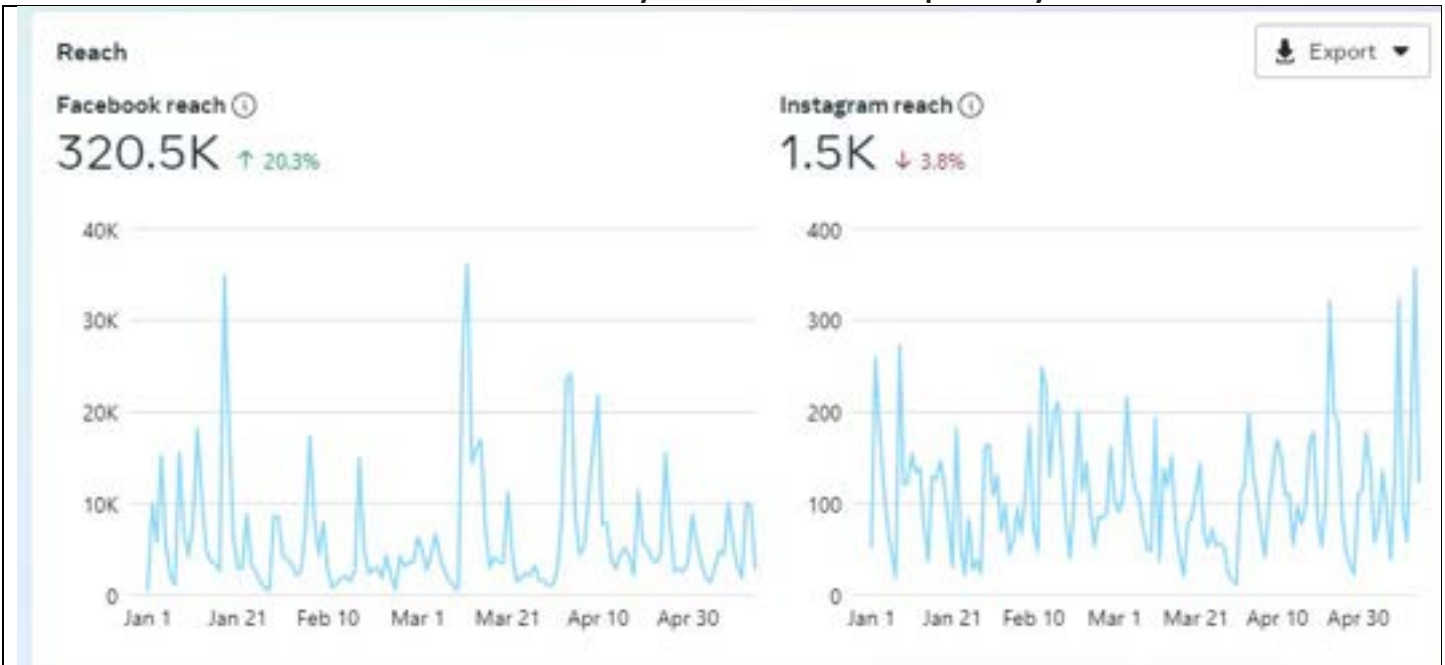 Reach
Export
Facebook reach
320.5K ↑ 20.3%
40K
30K
20K
10K
0
Jan 1 Jan 21 Feb 10 Mar 1 Mar 21 Apr 10 Apr 30
Instagram reach
1.5K ↓ 3.8%
400
300
200
100
0
Jan 1 Jan 21 Feb 10 Mar 1 Mar 21 Apr 10 Apr 30